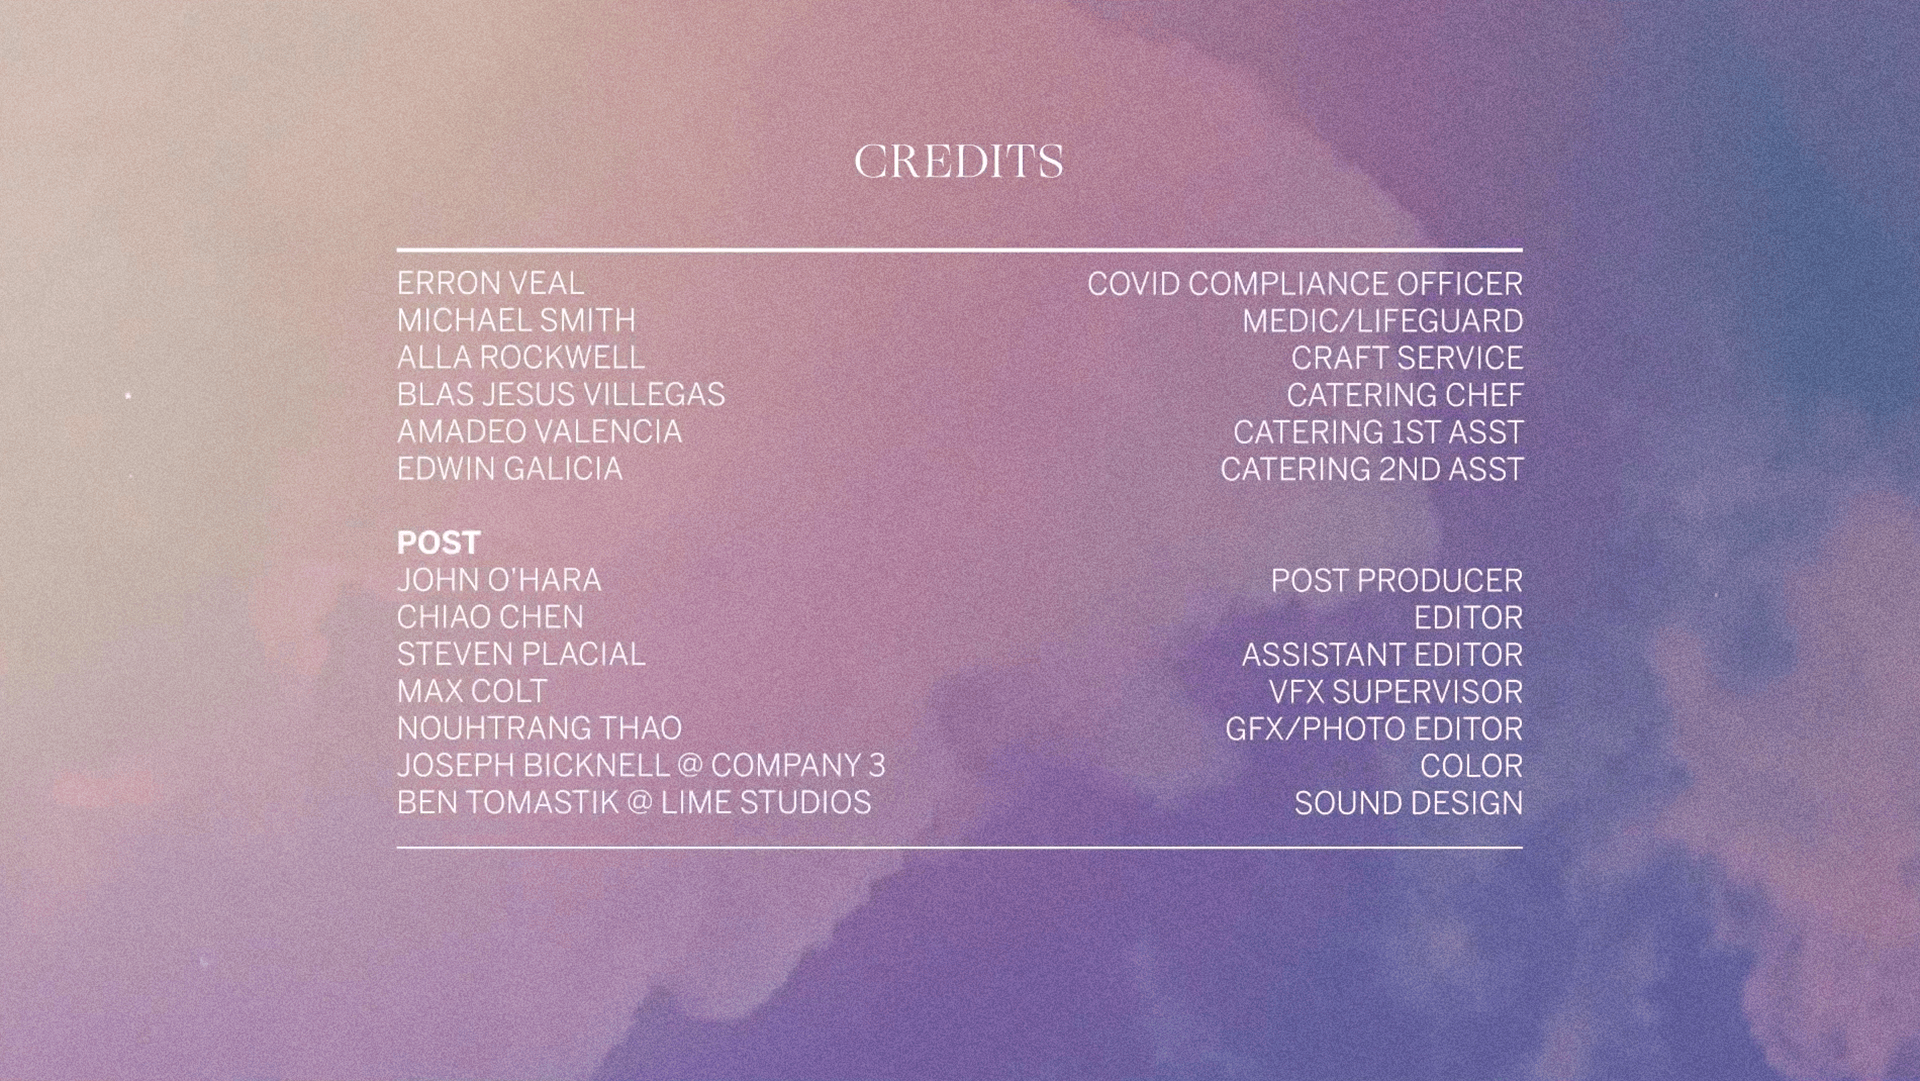 CREDITS
ERRON VEAL COVID COMPLIANCE OFFICER
MICHAEL SMITH MEDIC/LIFEGUARD
ALLA ROCKWELL CRAFT SERVICE
BLAS JESUS VILLEGAS CATERING CHEF
AMADEO VALENCIA CATERING 1ST ASST
EDWIN GALICIA CATERING 2ND ASST
POST
JOHN O'HARA POST PRODUCER
CHIAO CHEN EDITOR
STEVEN PLACIAL ASSISTANT EDITOR
MAX COLT VFX SUPERVISOR
NOUHTRANG THAO GFX/PHOTO EDITOR
JOSEPH BICKNELL @ COMPANY 3 COLOR
BEN TOMASTIK @ LIME STUDIOS SOUND DESIGN